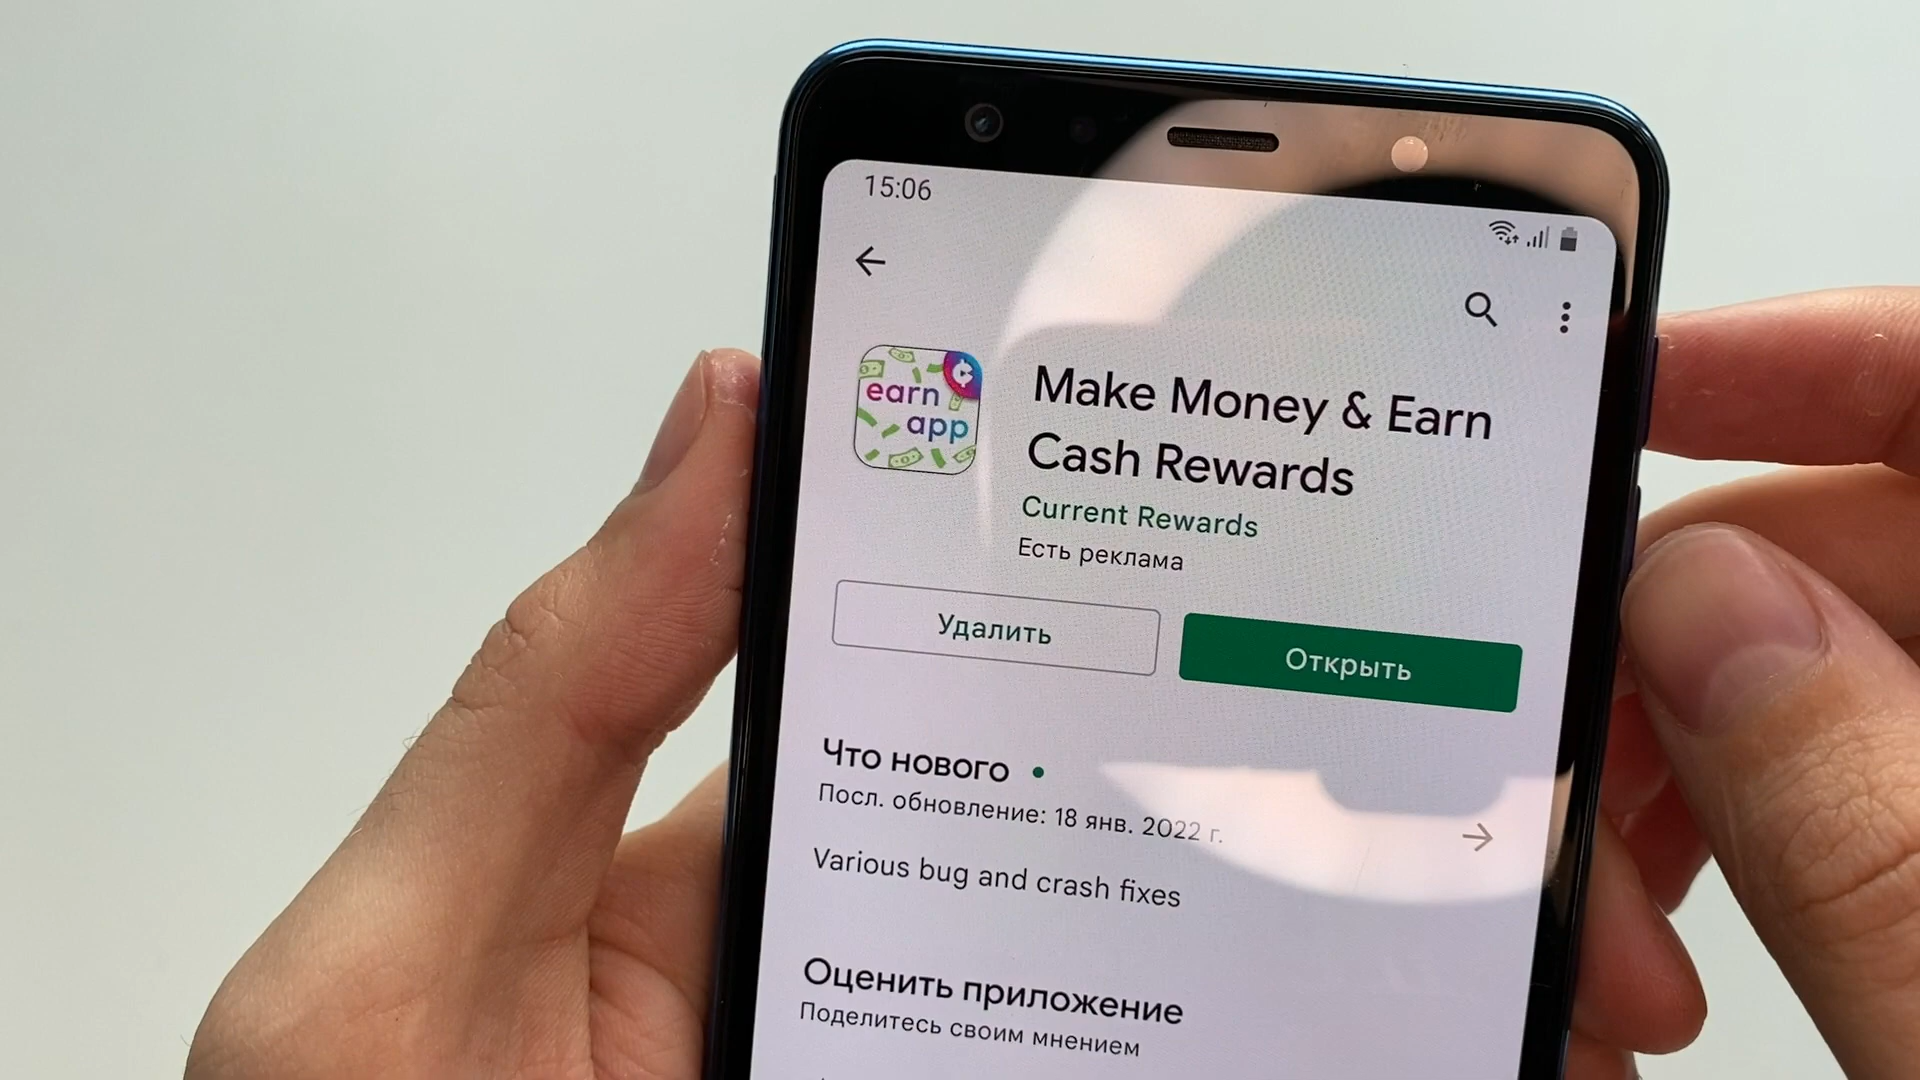 15:06
earn
app
Make Money & Earn
Cash Rewards
Current Rewards
Есть реклама
Удалить
Открыть
Что нового
Посл. обновление: 18 янв. 2022 г.
Various bug and crash fixes
Оценить приложение
Поделитесь своим мнением